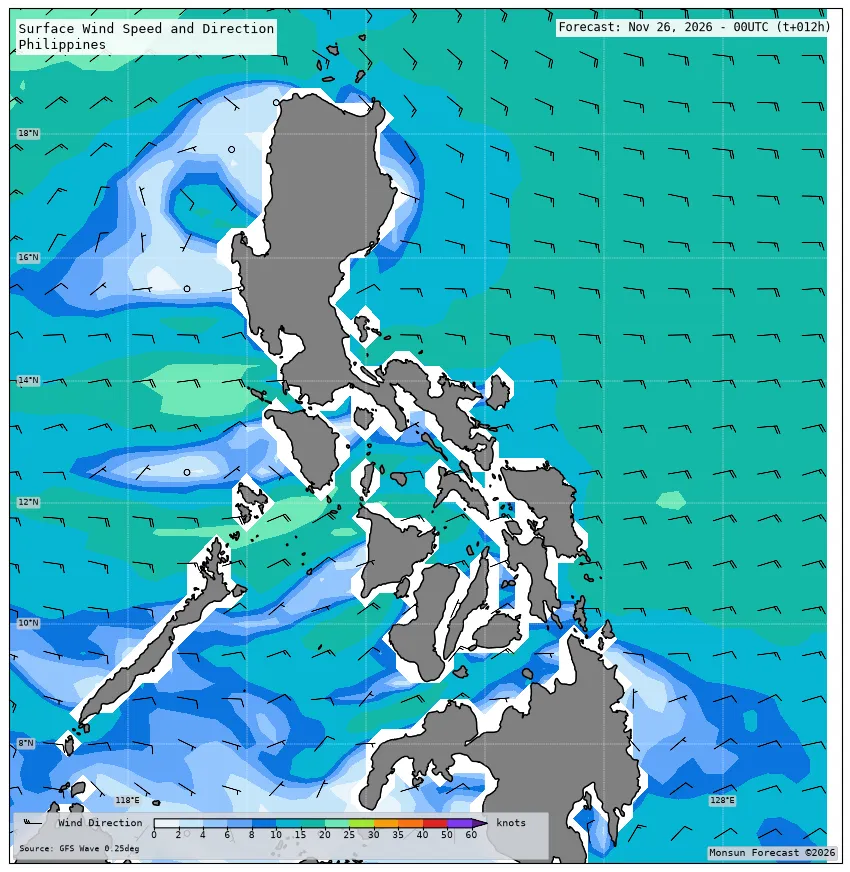 Surface Wind Speed and Direction
Philippines
Forecast: Nov 26, 2026 - 00UTC (t+012h)
18°N
16°N
14°N
12°N
10°N
8°N
118°E
128°E
Wind Direction
0 2 4 6 8 10 15 20 25 30 35 40 50 60
knots
Source: GFS Wave 0.25deg
Monsun Forecast ©2026